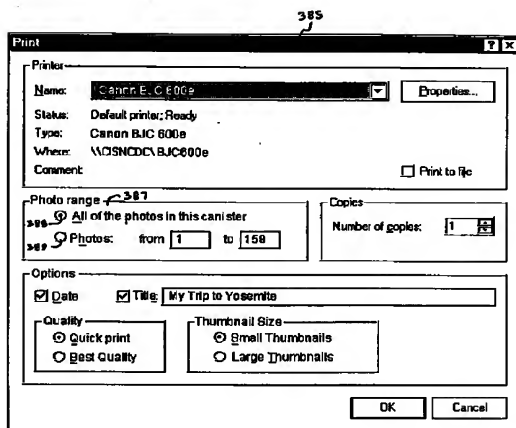 385
Print
Printer
Name: Canon BJC 600e Properties...
Status: Default printer; Ready
Type: Canon BJC 600e
Where: \\CISNCDC\BJC600e
Comment: Print to file
Photo range 387 Copies
388 All of the photos in this canister Number of copies: 1
389 Photos: from 1 to 158
Options
Date Title: My Trip to Yosemite
Quality Thumbnail Size
Quick print Small Thumbnails
Best Quality Large Thumbnails
OK Cancel